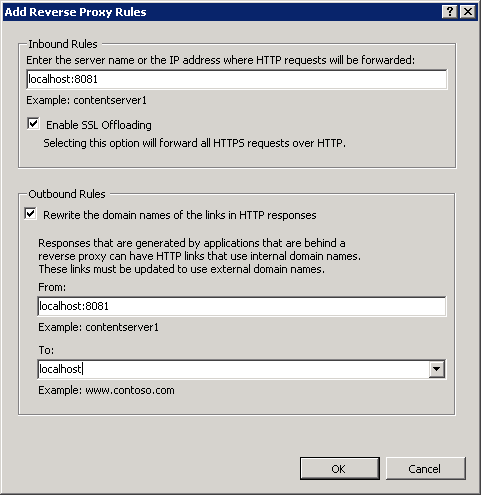 Add Reverse Proxy Rules
Inbound Rules
Enter the server name or the IP address where HTTP requests will be forwarded:
localhost:8081
Example: contentserver1
Enable SSL Offloading
Selecting this option will forward all HTTPS requests over HTTP.
Outbound Rules
Rewrite the domain names of the links in HTTP responses
Responses that are generated by applications that are behind a
reverse proxy can have HTTP links that use internal domain names.
These links must be updated to use external domain names.
From:
localhost:8081
Example: contentserver1
To:
localhost
Example: www.contoso.com
OK
Cancel